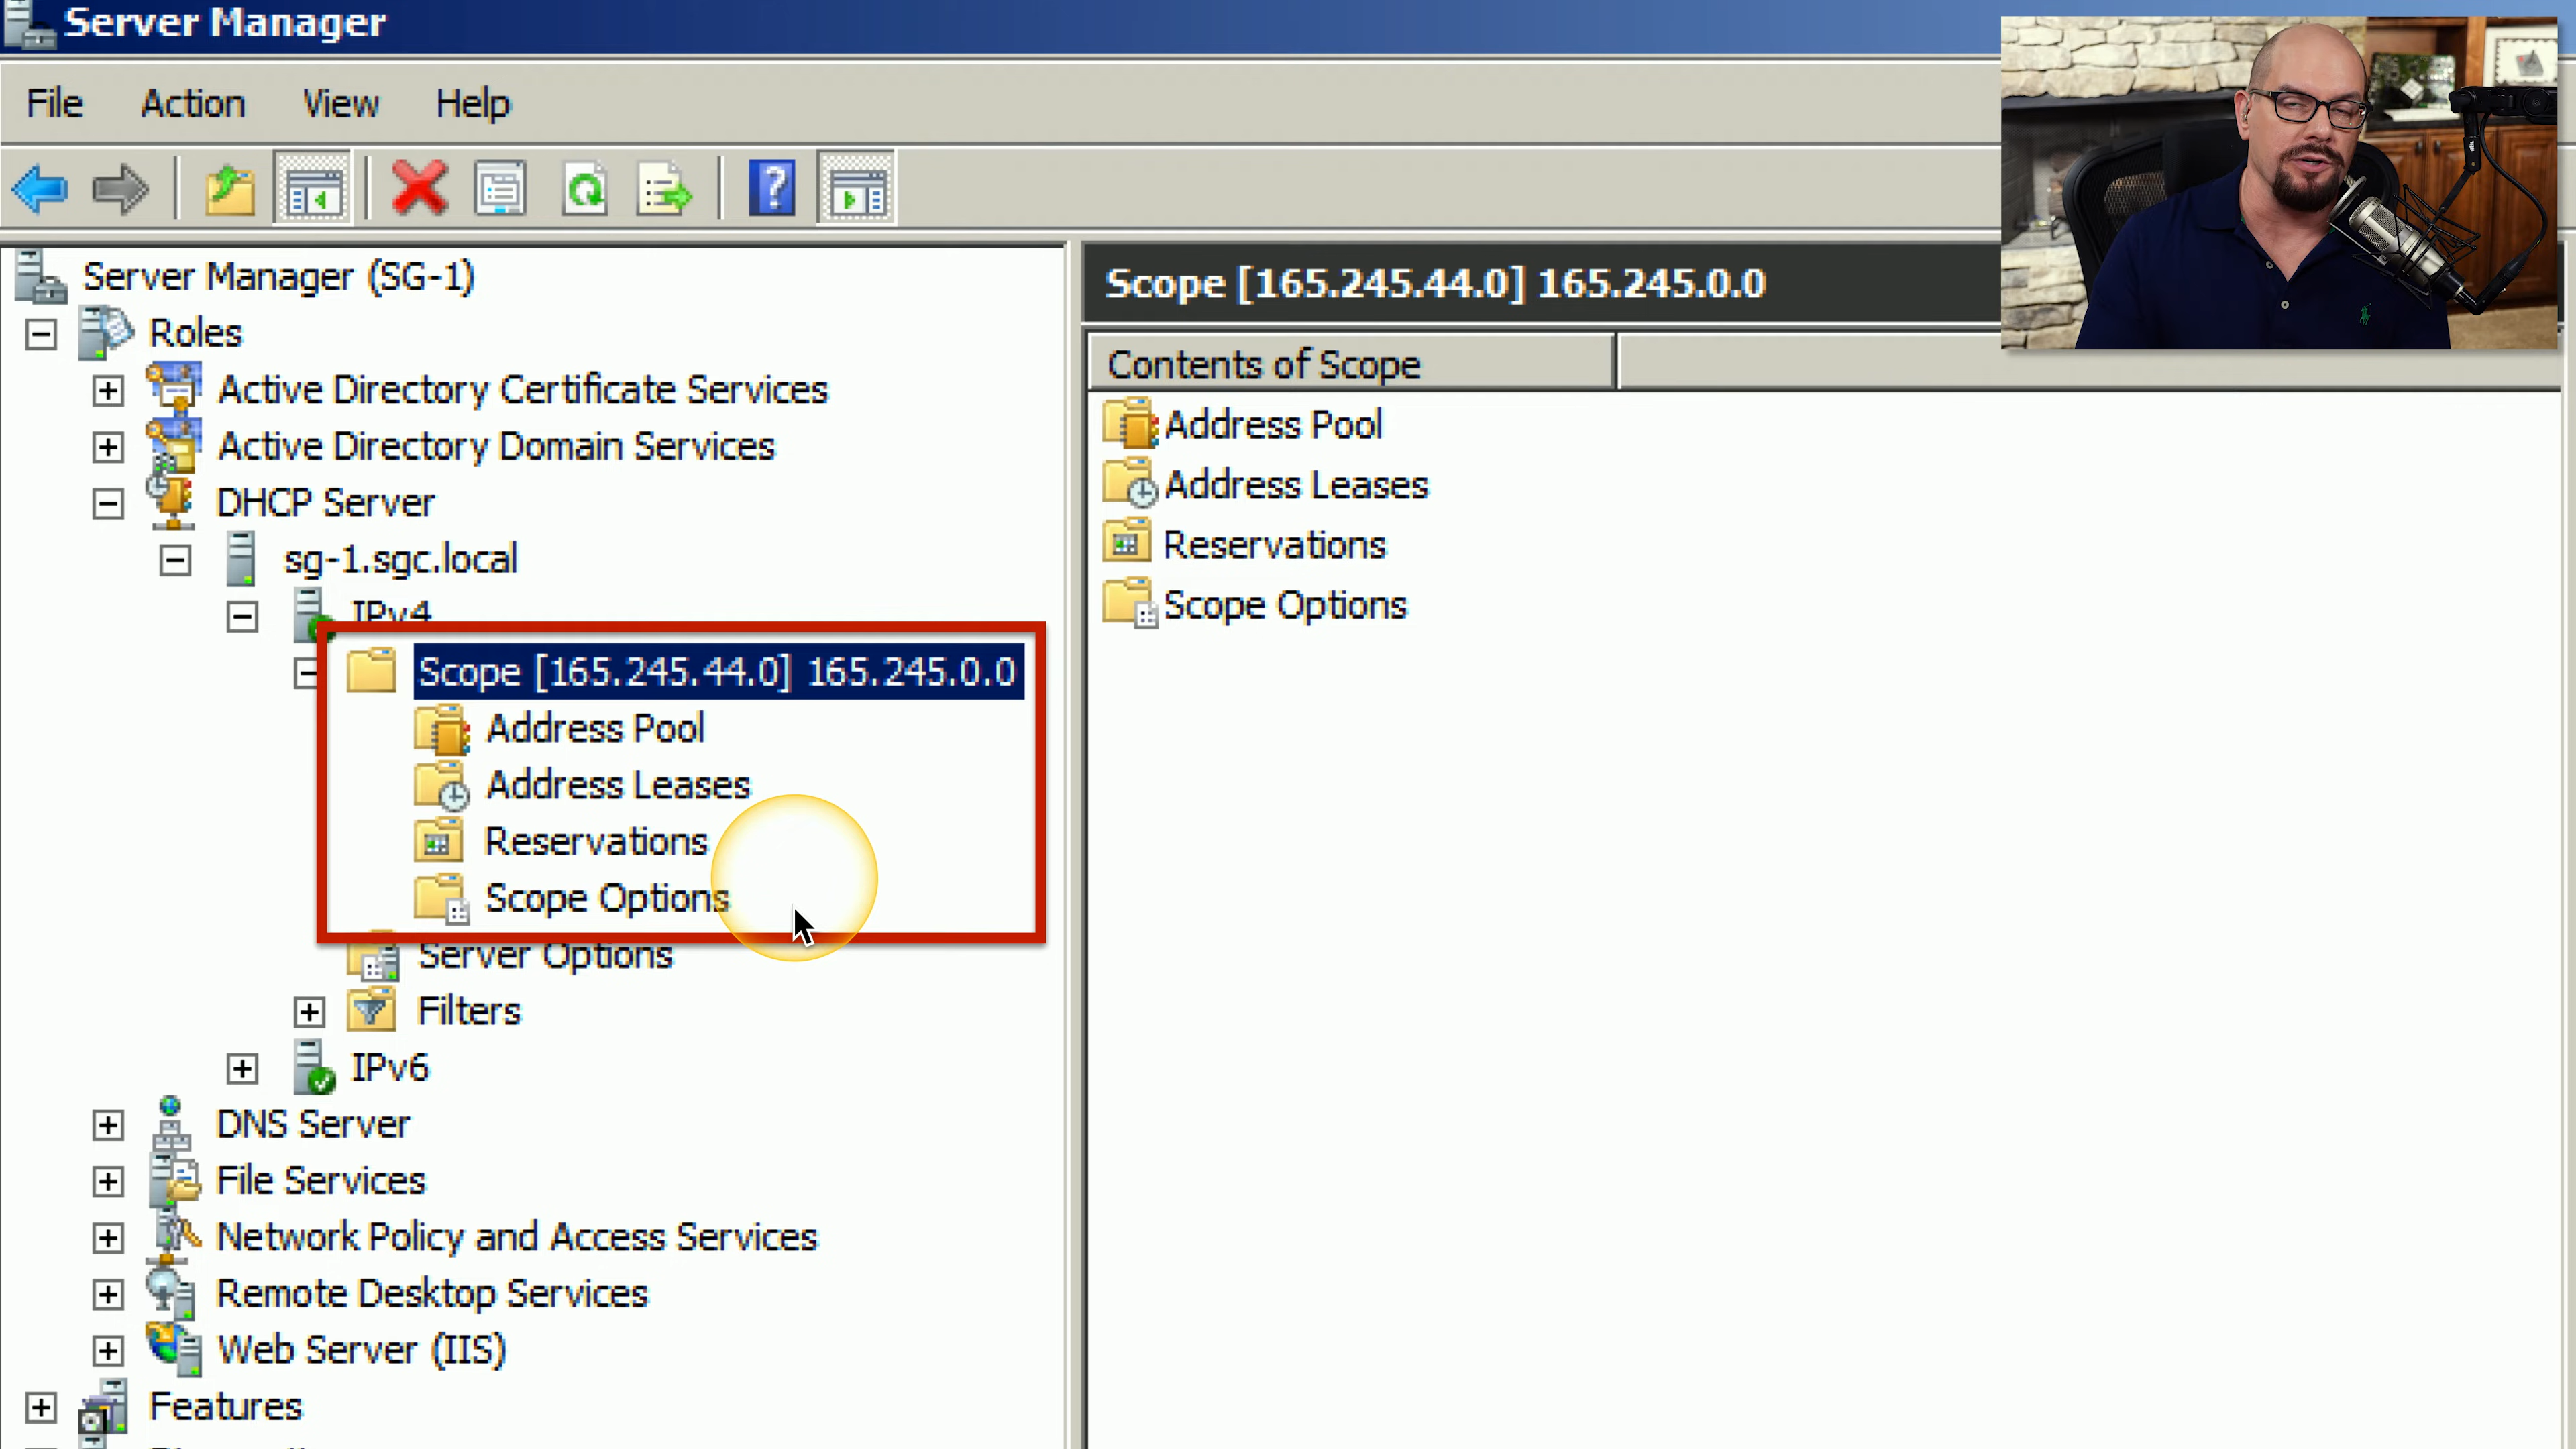 Server Manager
File Action View Help
Server Manager (SG-1)
Roles
Active Directory Certificate Services
Active Directory Domain Services
DHCP Server
sg-1.sgc.local
IPv4
Scope [165.245.44.0] 165.245.0.0
Address Pool
Address Leases
Reservations
Scope Options
Server Options
Filters
IPv6
DNS Server
File Services
Network Policy and Access Services
Remote Desktop Services
Web Server (IIS)
Features
Scope [165.245.44.0] 165.245.0.0
Contents of Scope
Address Pool
Address Leases
Reservations
Scope Options